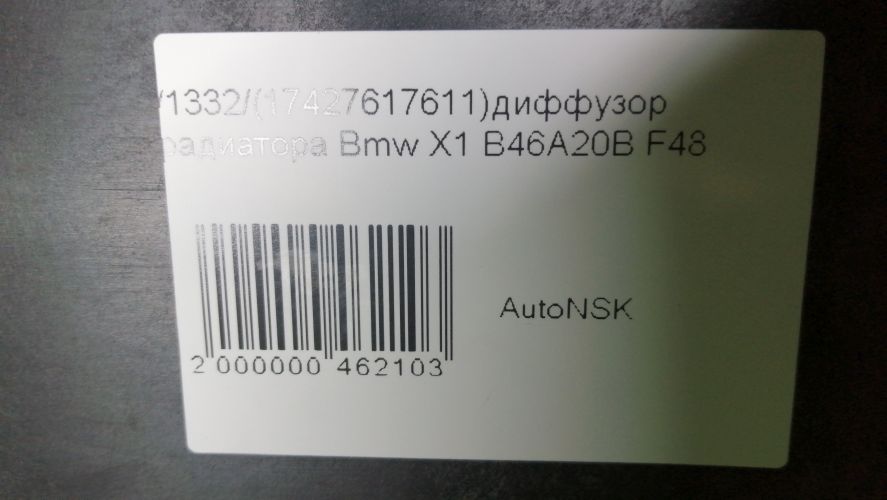 /1332/(17427617611)диффузор
радиатора Bmw X1 B46A20B F48
AutoNSK
2 000000 462103